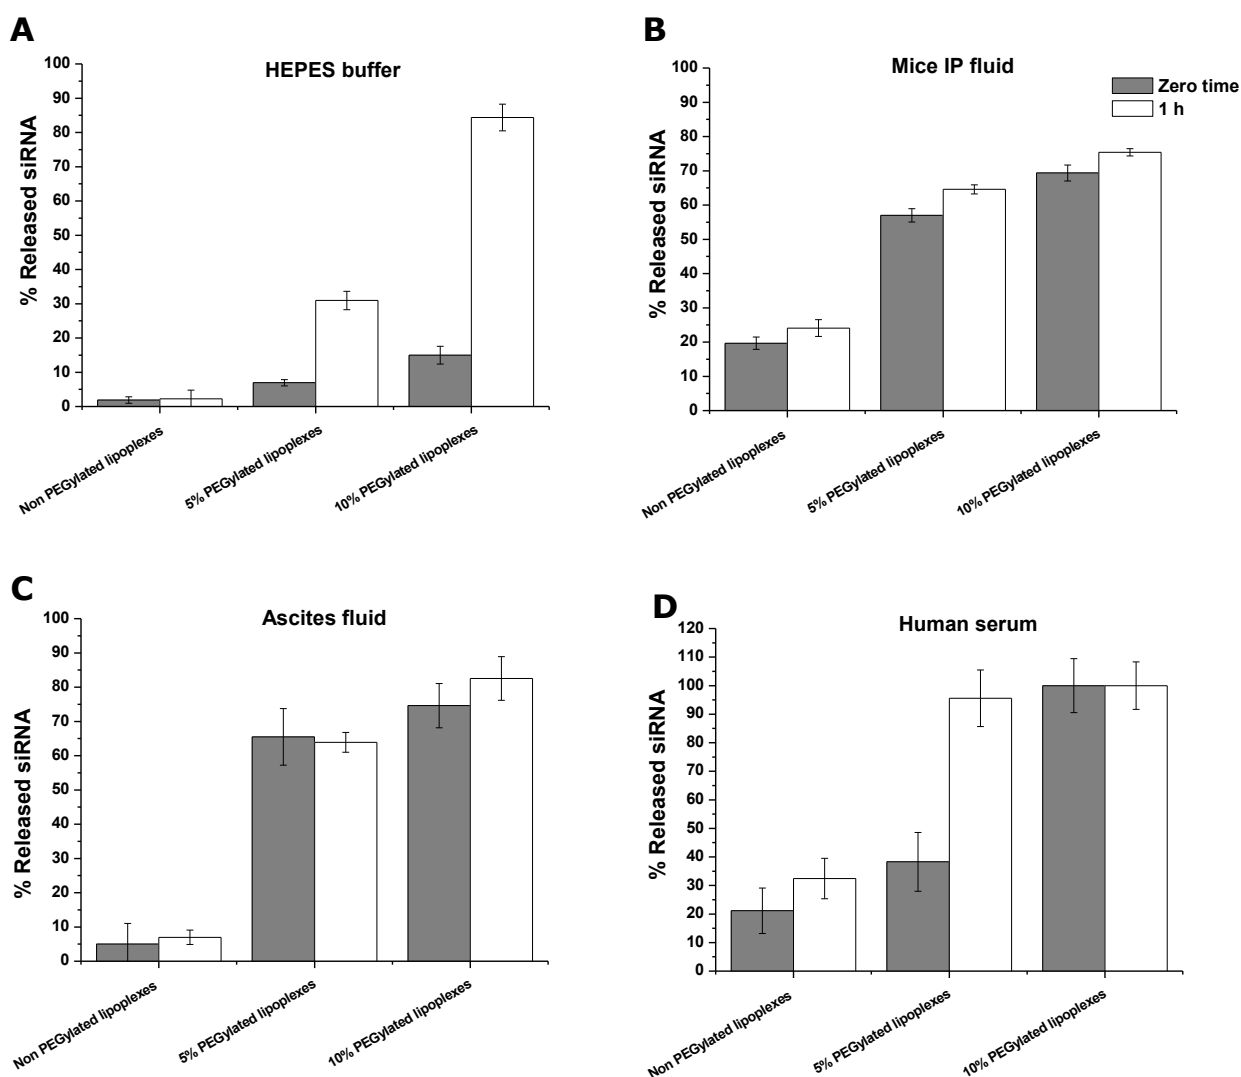 A
HEPES buffer
% Released siRNA
100
90
80
70
60
50
40
30
20
10
0
Non PEGylated lipoplexes
5% PEGylated lipoplexes
10% PEGylated lipoplexes
B
Mice IP fluid
Zero time
1 h
% Released siRNA
100
90
80
70
60
50
40
30
20
10
0
Non PEGylated lipoplexes
5% PEGylated lipoplexes
10% PEGylated lipoplexes
C
Ascites fluid
% Released siRNA
100
90
80
70
60
50
40
30
20
10
0
Non PEGylated lipoplexes
5% PEGylated lipoplexes
10% PEGylated lipoplexes
D
Human serum
% Released siRNA
120
110
100
90
80
70
60
50
40
30
20
10
0
Non PEGylated lipoplexes
5% PEGylated lipoplexes
10% PEGylated lipoplexes